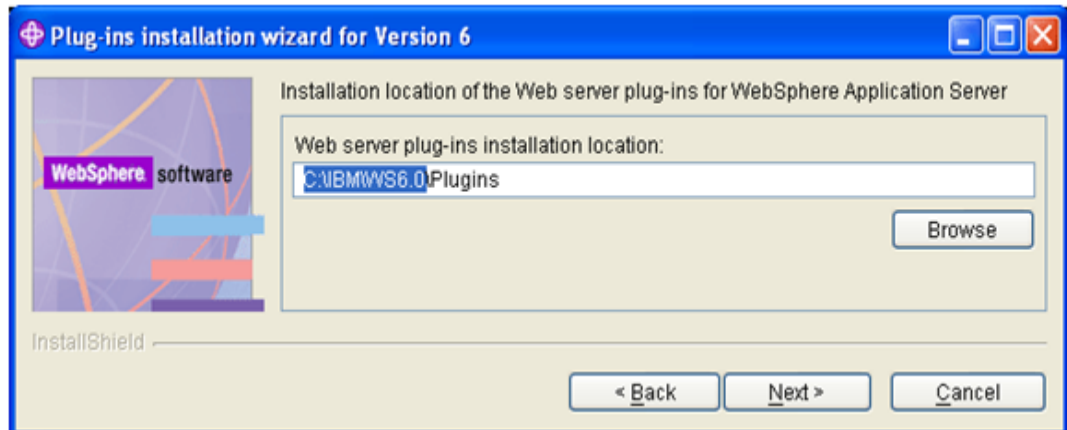 Plug-ins installation wizard for Version 6
Installation location of the Web server plug-ins for WebSphere Application Server
Web server plug-ins installation location:
C:\IBM\WS6.0\Plugins
WebSphere software
Browse
InstallShield
< Back Next > Cancel